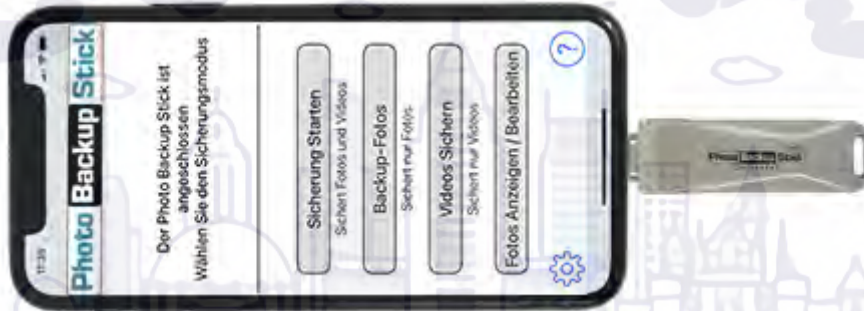 Photo Backup Stick
Der Photo Backup Stick ist
angeschlossen
Wählen Sie den Sicherungsmodus
Sicherung Starten
Sichert Fotos und Videos
Backup-Fotos
Sichert nur Fotos
Videos Sichern
Sichert nur Videos
Fotos Anzeigen / Bearbeiten
?
Photo Backup Stick